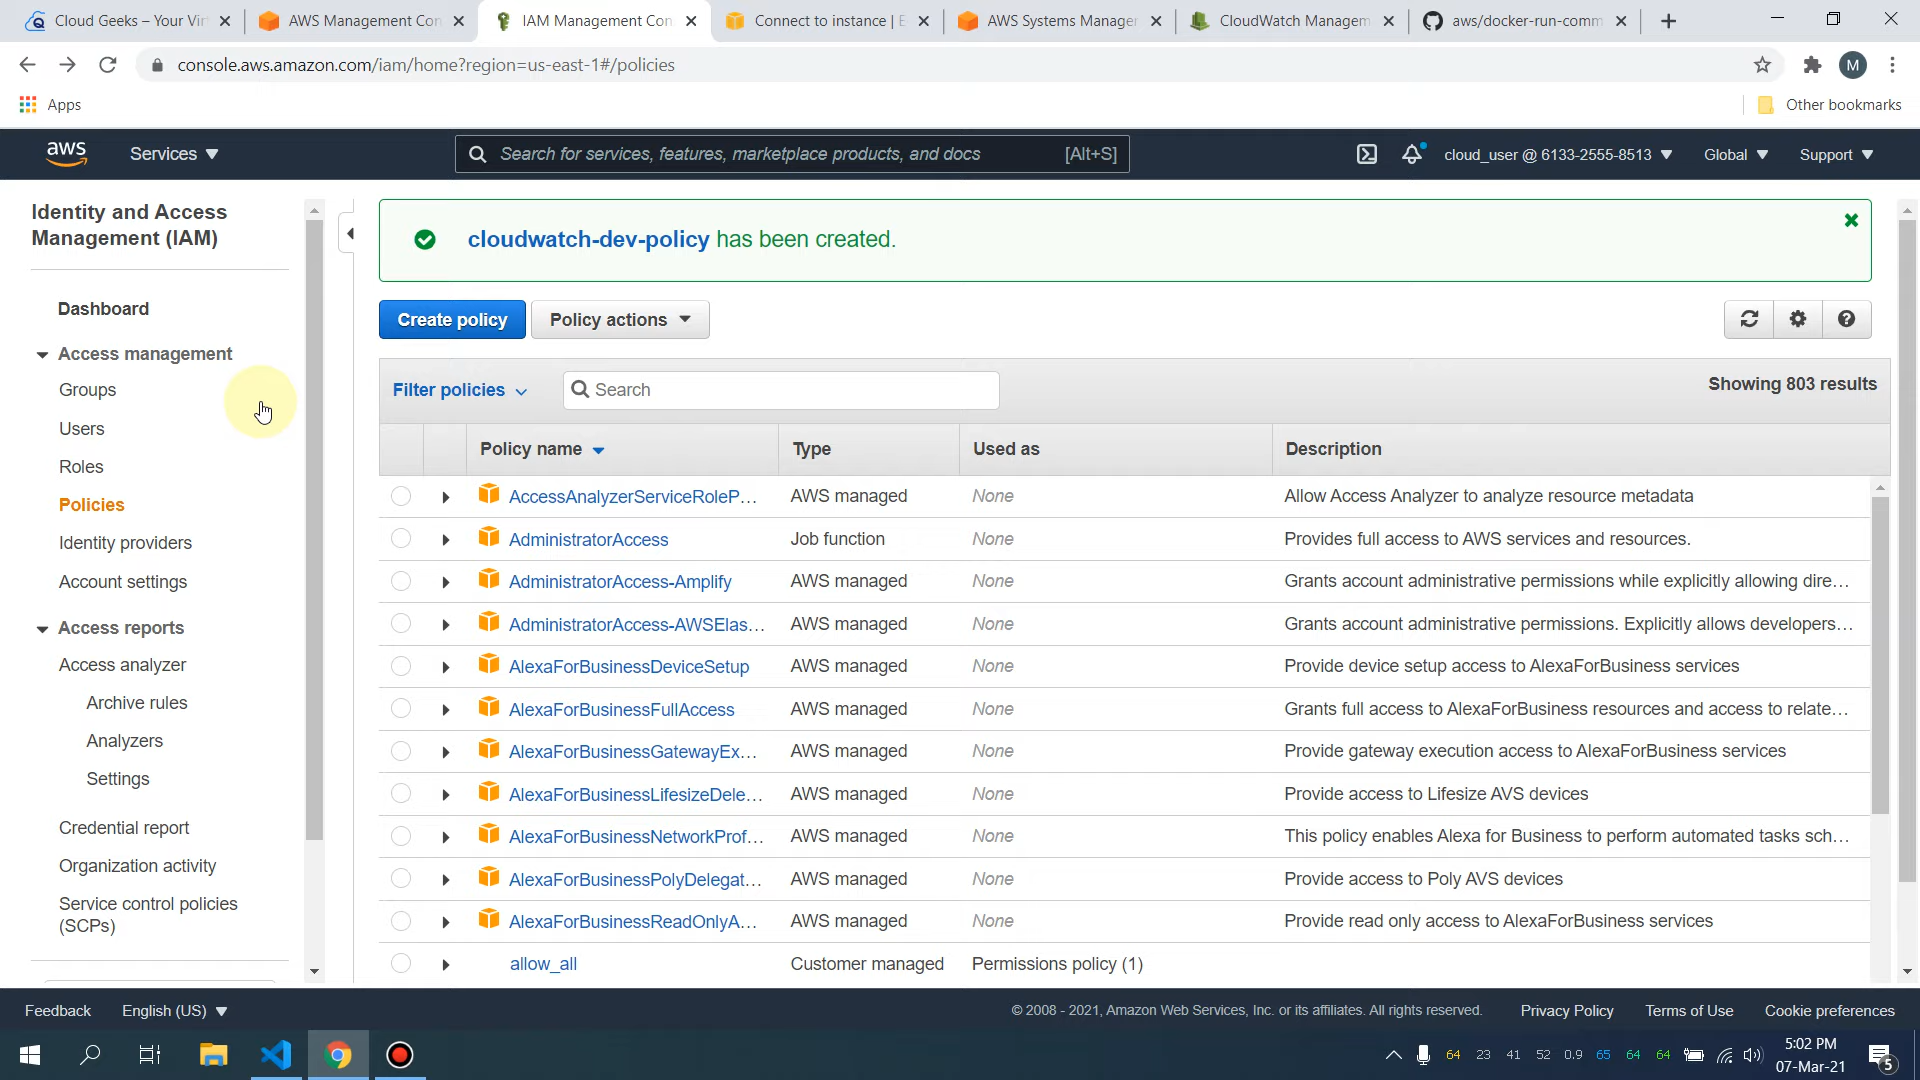 Cloud Geeks – Your Vir
AWS Management Con
IAM Management Con
Connect to instance | E
AWS Systems Manager
CloudWatch Managem
aws/docker-run-comm
console.aws.amazon.com/iam/home?region=us-east-1#/policies
M
Apps
Other bookmarks
aws
Services
Search for services, features, marketplace products, and docs [Alt+S]
cloud_user @ 6133-2555-8513
Global
Support
Identity and Access
Management (IAM)
Dashboard
Access management
Groups
Users
Roles
Policies
Identity providers
Account settings
Access reports
Access analyzer
Archive rules
Analyzers
Settings
Credential report
Organization activity
Service control policies
(SCPs)
cloudwatch-dev-policy has been created.
Create policy
Policy actions
Filter policies
Search
Showing 803 results
Policy name Type Used as Description
AccessAnalyzerServiceRoleP… AWS managed None Allow Access Analyzer to analyze resource metadata
AdministratorAccess Job function None Provides full access to AWS services and resources.
AdministratorAccess-Amplify AWS managed None Grants account administrative permissions while explicitly allowing dire…
AdministratorAccess-AWSElas… AWS managed None Grants account administrative permissions. Explicitly allows developers…
AlexaForBusinessDeviceSetup AWS managed None Provide device setup access to AlexaForBusiness services
AlexaForBusinessFullAccess AWS managed None Grants full access to AlexaForBusiness resources and access to relate…
AlexaForBusinessGatewayEx… AWS managed None Provide gateway execution access to AlexaForBusiness services
AlexaForBusinessLifesizeDele… AWS managed None Provide access to Lifesize AVS devices
AlexaForBusinessNetworkProf… AWS managed None This policy enables Alexa for Business to perform automated tasks sch…
AlexaForBusinessPolyDelegat… AWS managed None Provide access to Poly AVS devices
AlexaForBusinessReadOnlyA… AWS managed None Provide read only access to AlexaForBusiness services
allow_all Customer managed Permissions policy (1)
Feedback
English (US)
© 2008 - 2021, Amazon Web Services, Inc. or its affiliates. All rights reserved.
Privacy Policy
Terms of Use
Cookie preferences
64 23 41 52 0.9 65 64 64
5:02 PM
07-Mar-21
5